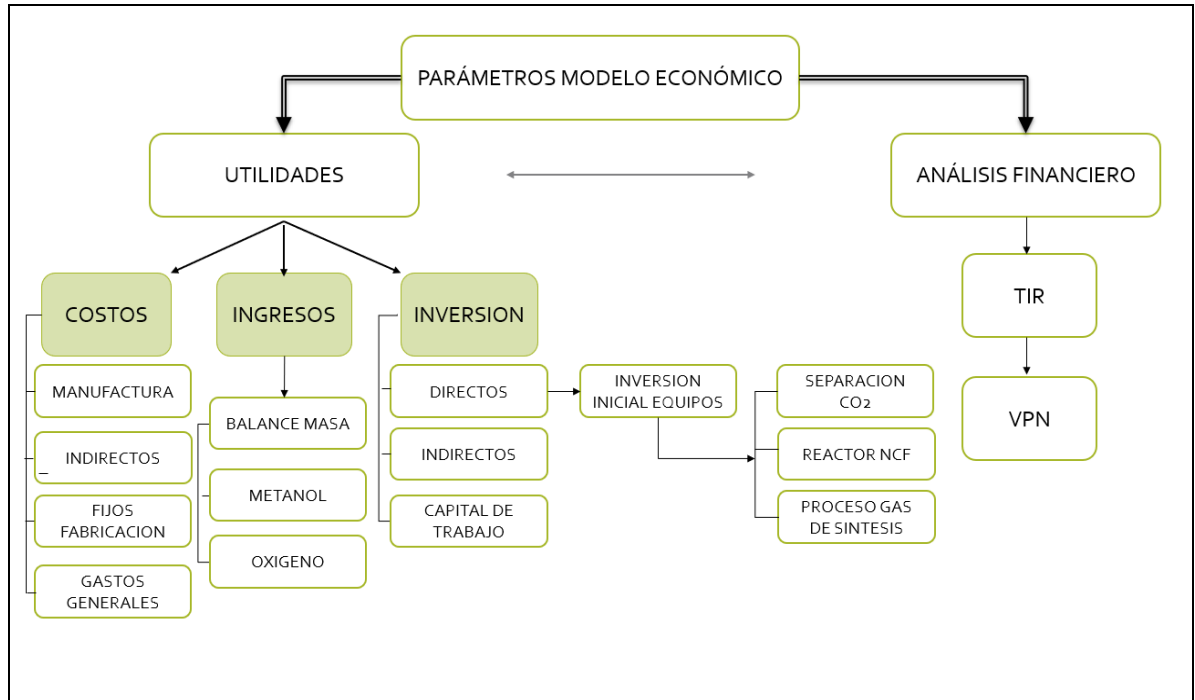 PARÁMETROS MODELO ECONÓMICO
UTILIDADES
ANÁLISIS FINANCIERO
COSTOS
INGRESOS
INVERSION
TIR
MANUFACTURA
DIRECTOS
INVERSION
INICIAL EQUIPOS
SEPARACION
CO2
BALANCE MASA
VPN
INDIRECTOS
INDIRECTOS
REACTOR NCF
METANOL
FIJOS
FABRICACION
CAPITAL DE
TRABAJO
PROCESO GAS
DE SINTESIS
OXIGENO
GASTOS
GENERALES